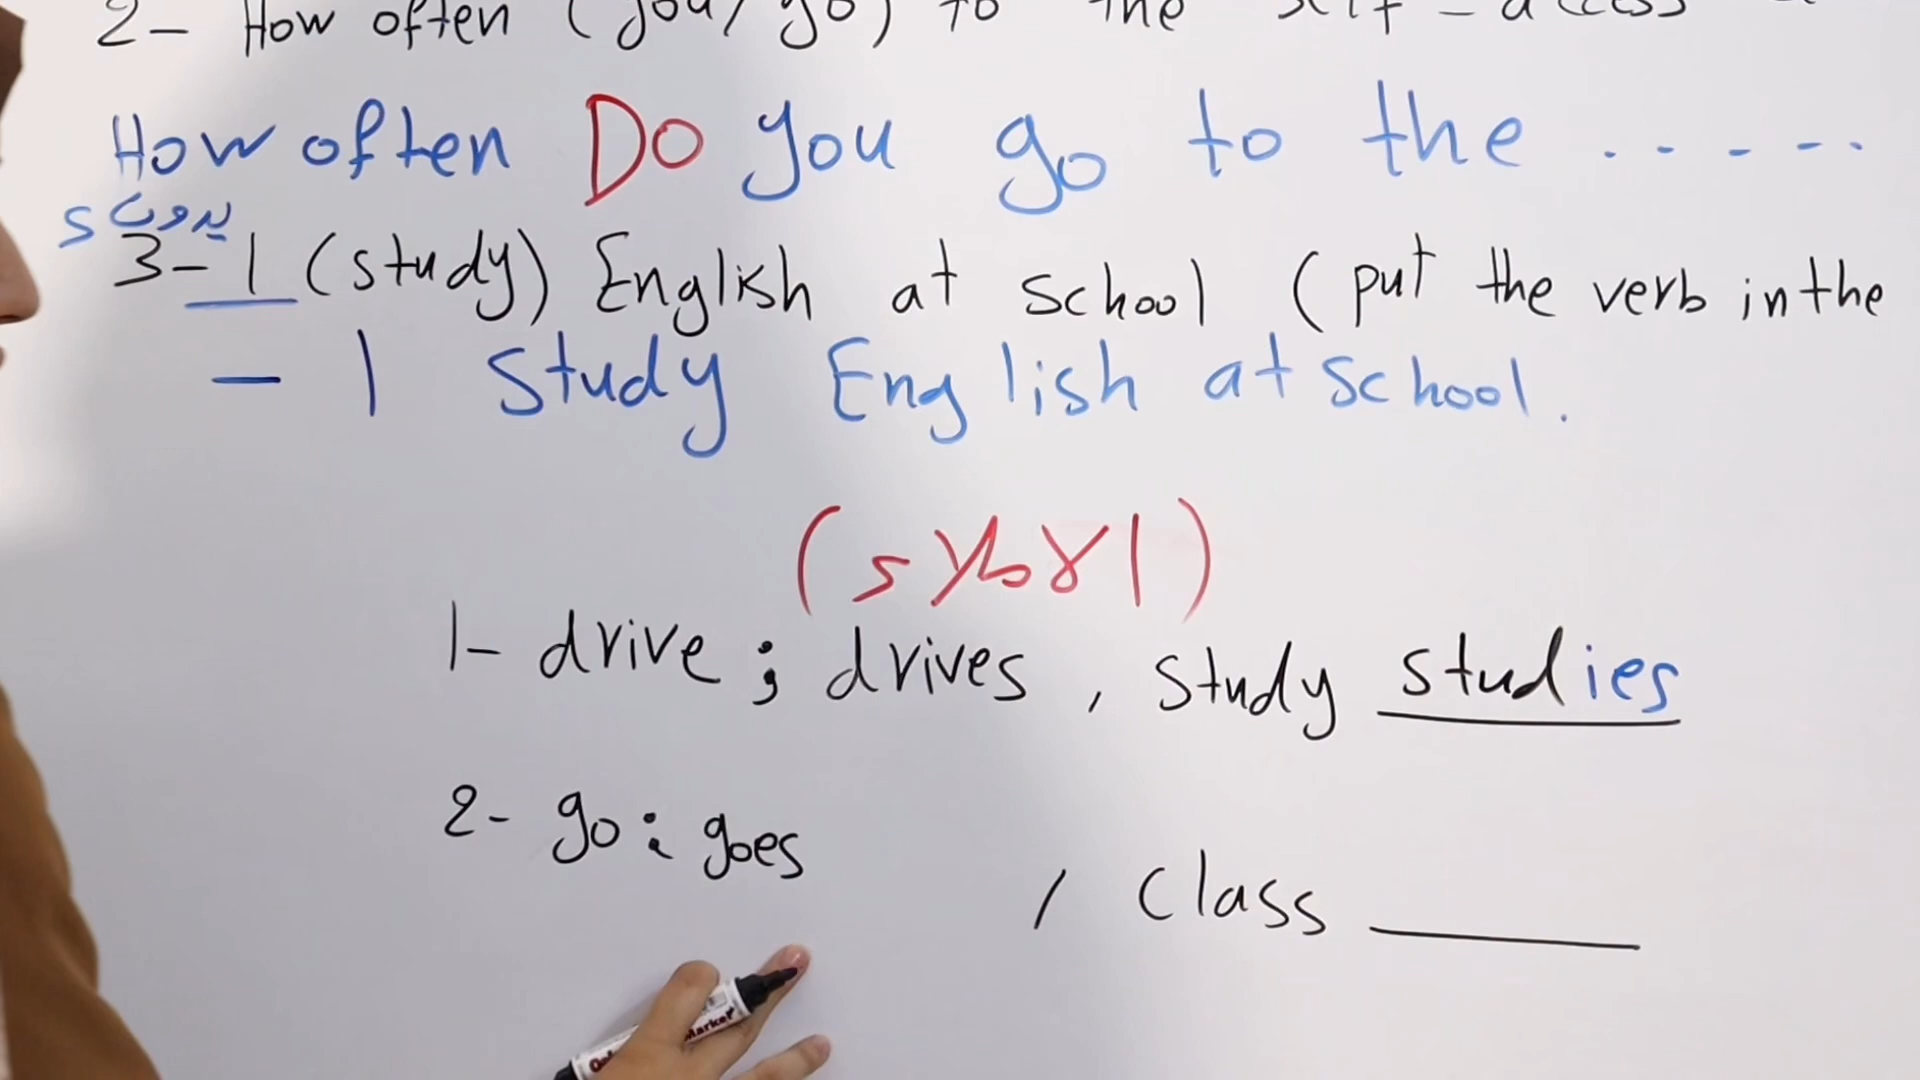 2- How often (you/go) to the self-access
How often Do you go to the .....
بدون s
3- I (study) English at school (put the verb in the
- I study English at school.
1- drive ; drives , study studies
2- go : goes / class ____